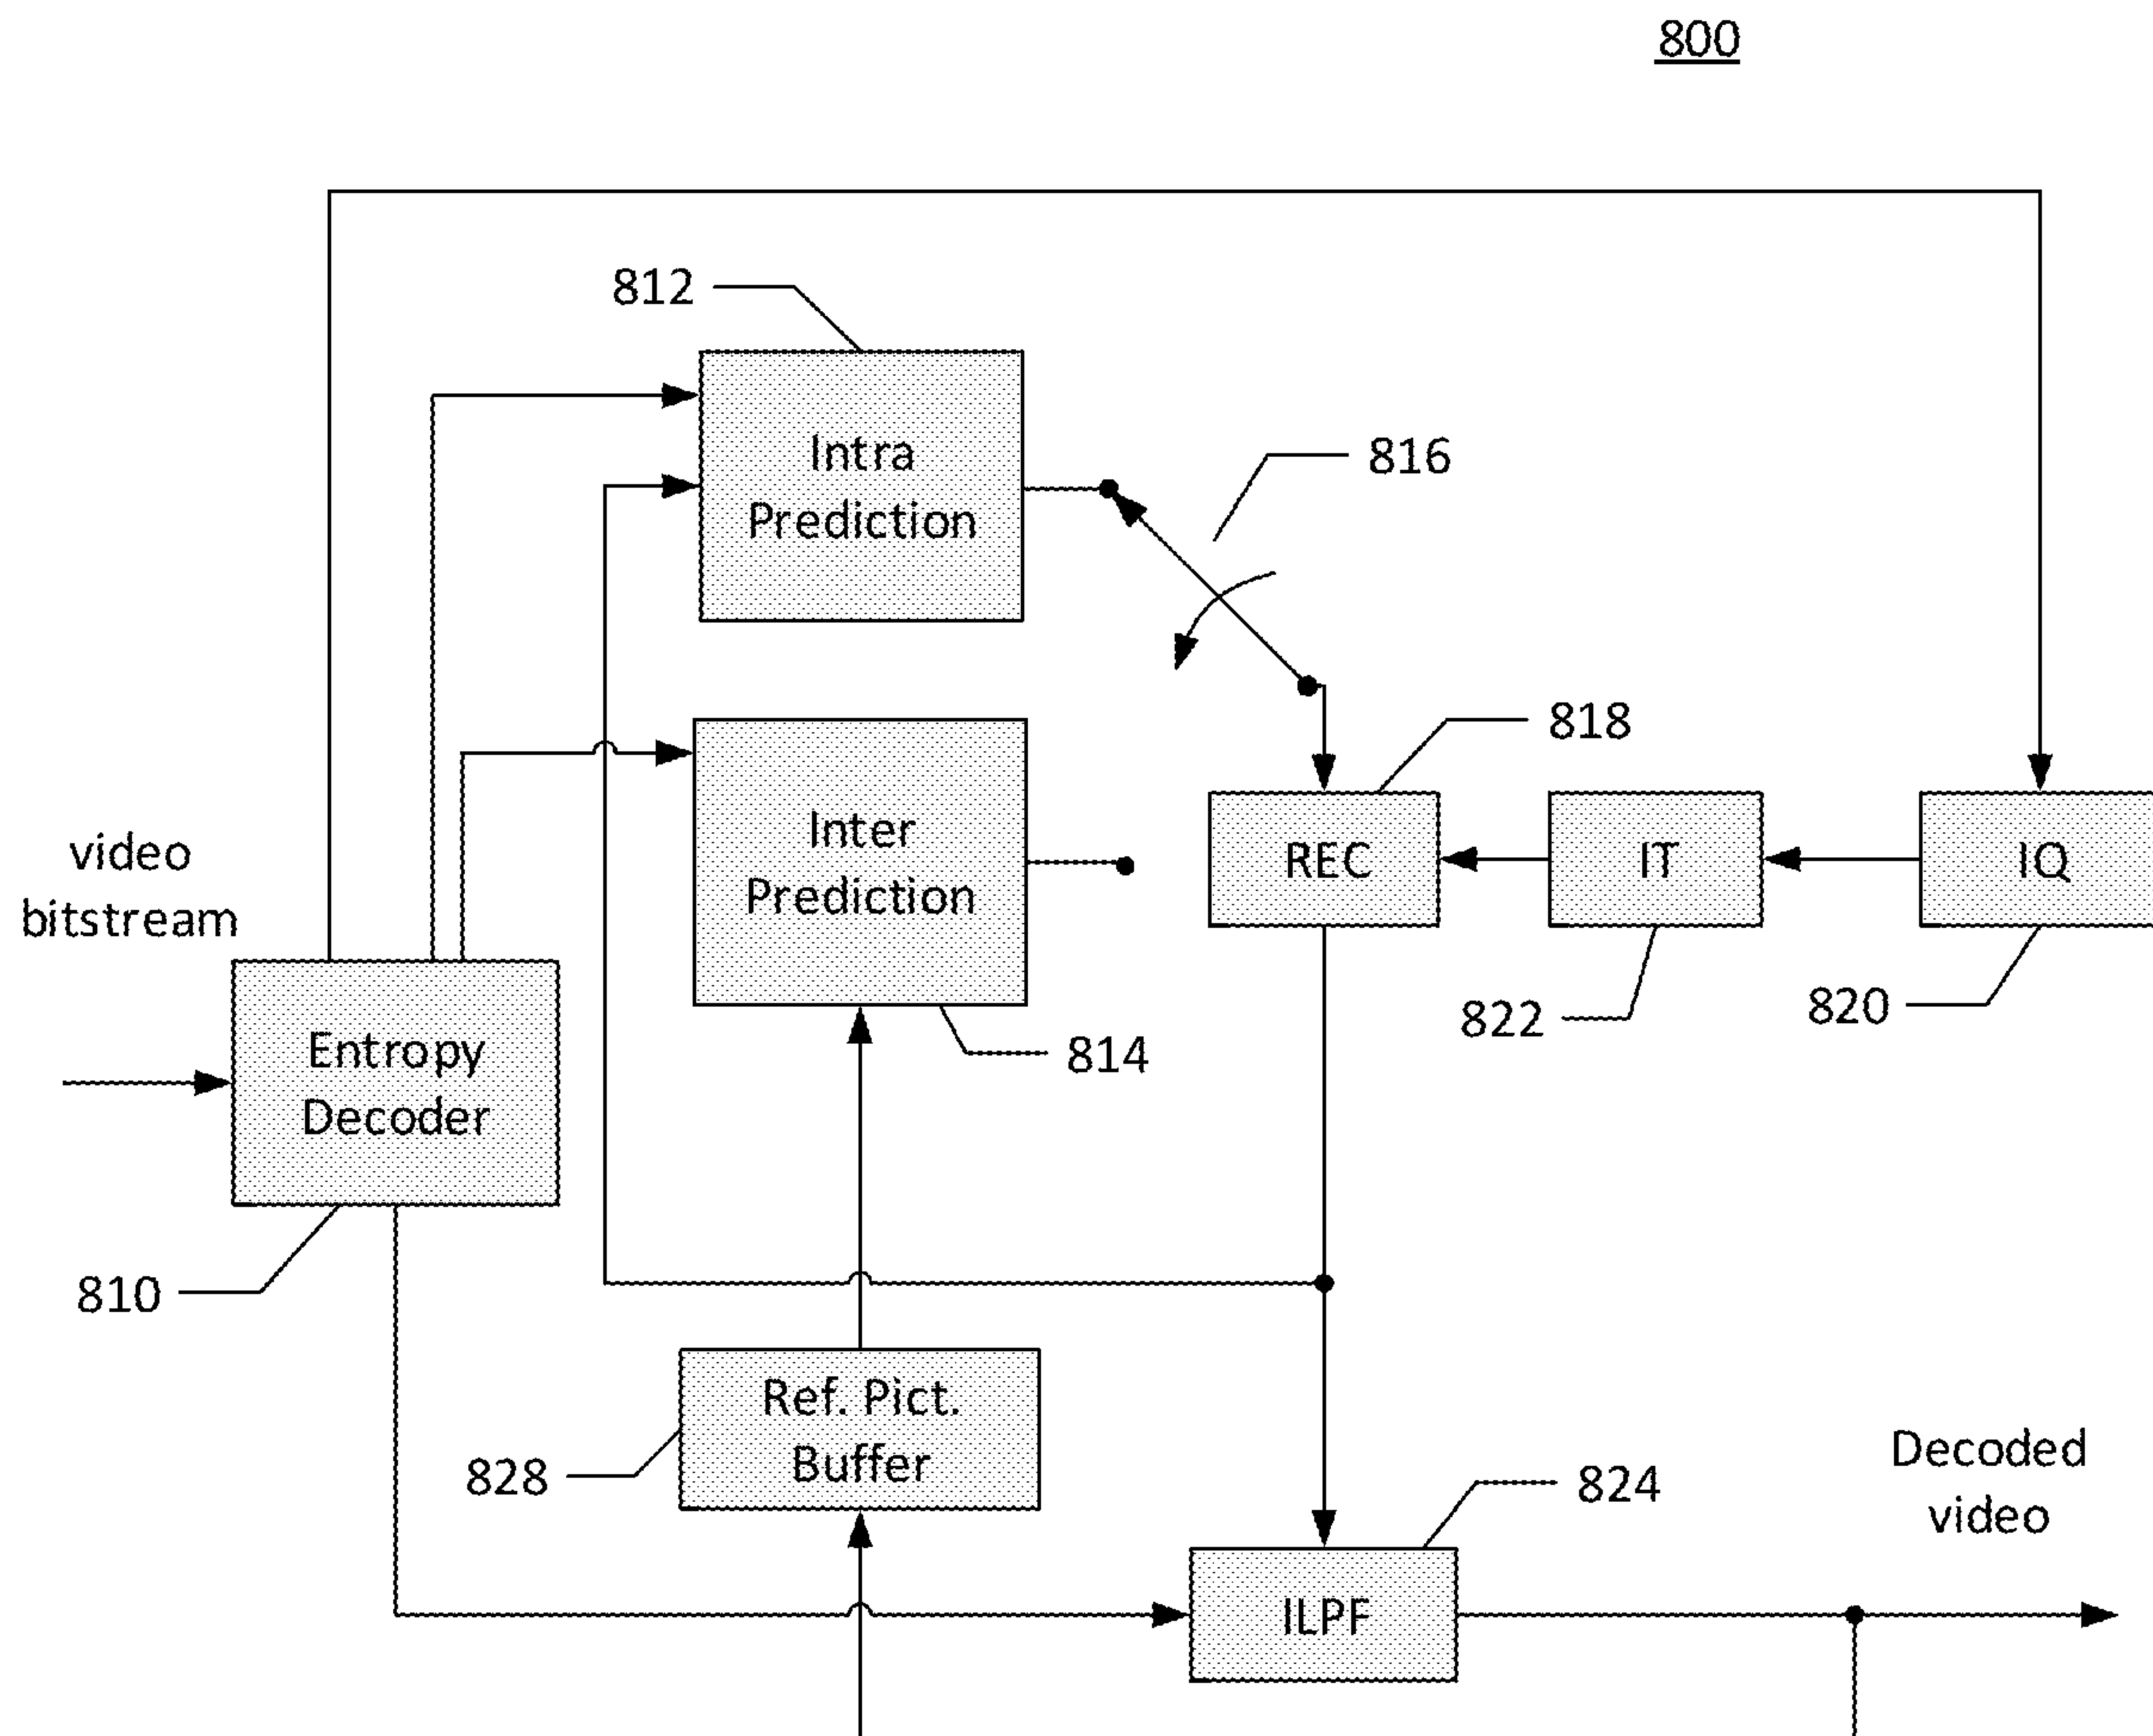 800
812
Intra
Prediction
816
818
Inter
Prediction
REC
IT
IQ
video
bitstream
822
820
814
Entropy
Decoder
810
Ref. Pict.
Buffer
828
824
Decoded
video
ILPF